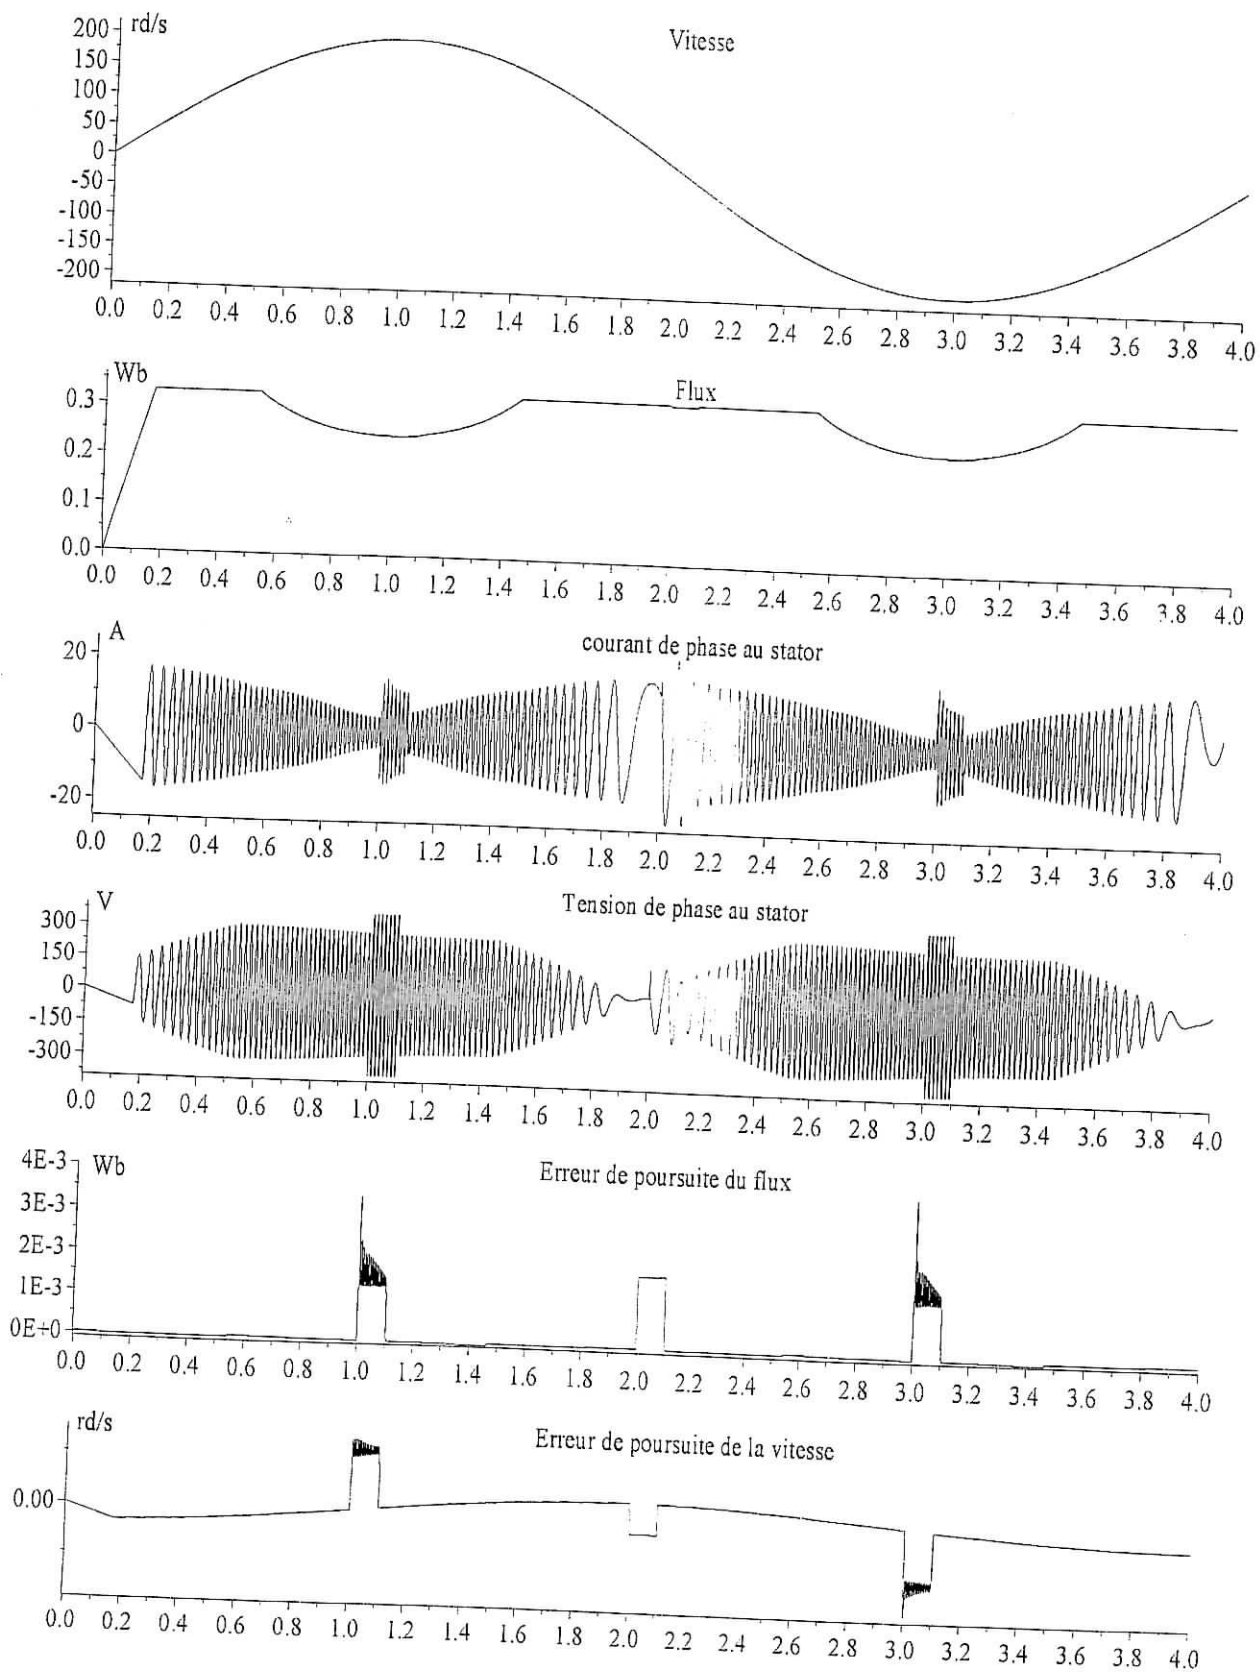 200 rd/s
Vitesse
150
100
50
0
-50
-100
-150
-200
0.0 0.2 0.4 0.6 0.8 1.0 1.2 1.4 1.6 1.8 2.0 2.2 2.4 2.6 2.8 3.0 3.2 3.4 3.6 3.8 4.0
Wb
Flux
0.3
0.2
0.1
0.0
0.0 0.2 0.4 0.6 0.8 1.0 1.2 1.4 1.6 1.8 2.0 2.2 2.4 2.6 2.8 3.0 3.2 3.4 3.6 3.8 4.0
A
courant de phase au stator
20
0
-20
0.0 0.2 0.4 0.6 0.8 1.0 1.2 1.4 1.6 1.8 2.0 2.2 2.4 2.6 2.8 3.0 3.2 3.4 3.6 3.8 4.0
V
Tension de phase au stator
300
150
0
-150
-300
0.0 0.2 0.4 0.6 0.8 1.0 1.2 1.4 1.6 1.8 2.0 2.2 2.4 2.6 2.8 3.0 3.2 3.4 3.6 3.8 4.0
4E-3 Wb
Erreur de poursuite du flux
3E-3
2E-3
1E-3
0E+0
0.0 0.2 0.4 0.6 0.8 1.0 1.2 1.4 1.6 1.8 2.0 2.2 2.4 2.6 2.8 3.0 3.2 3.4 3.6 3.8 4.0
rd/s
Erreur de poursuite de la vitesse
0.00
0.0 0.2 0.4 0.6 0.8 1.0 1.2 1.4 1.6 1.8 2.0 2.2 2.4 2.6 2.8 3.0 3.2 3.4 3.6 3.8 4.0